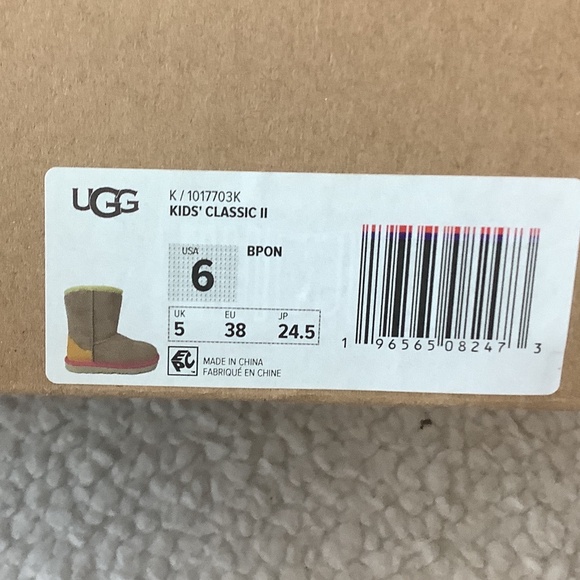 UGG
K / 1017703K
KIDS' CLASSIC II
USA
6
BPON
UK EU JP
5 38 24.5
MADE IN CHINA
FABRIQUÉ EN CHINE
1 96565 08247 3